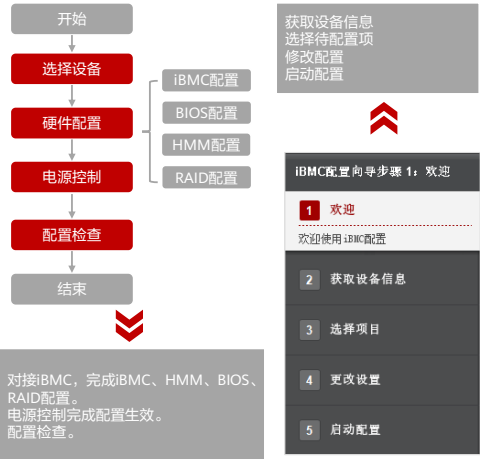 开始
选择设备
硬件配置
电源控制
配置检查
结束
iBMC配置
BIOS配置
HMM配置
RAID配置
对接iBMC，完成iBMC、HMM、BIOS、
RAID配置。
电源控制完成配置生效。
配置检查。
获取设备信息
选择待配置项
修改配置
启动配置
iBMC配置向导步骤 1：欢迎
1 欢迎
欢迎使用iBMC配置
2 获取设备信息
3 选择项目
4 更改设置
5 启动配置